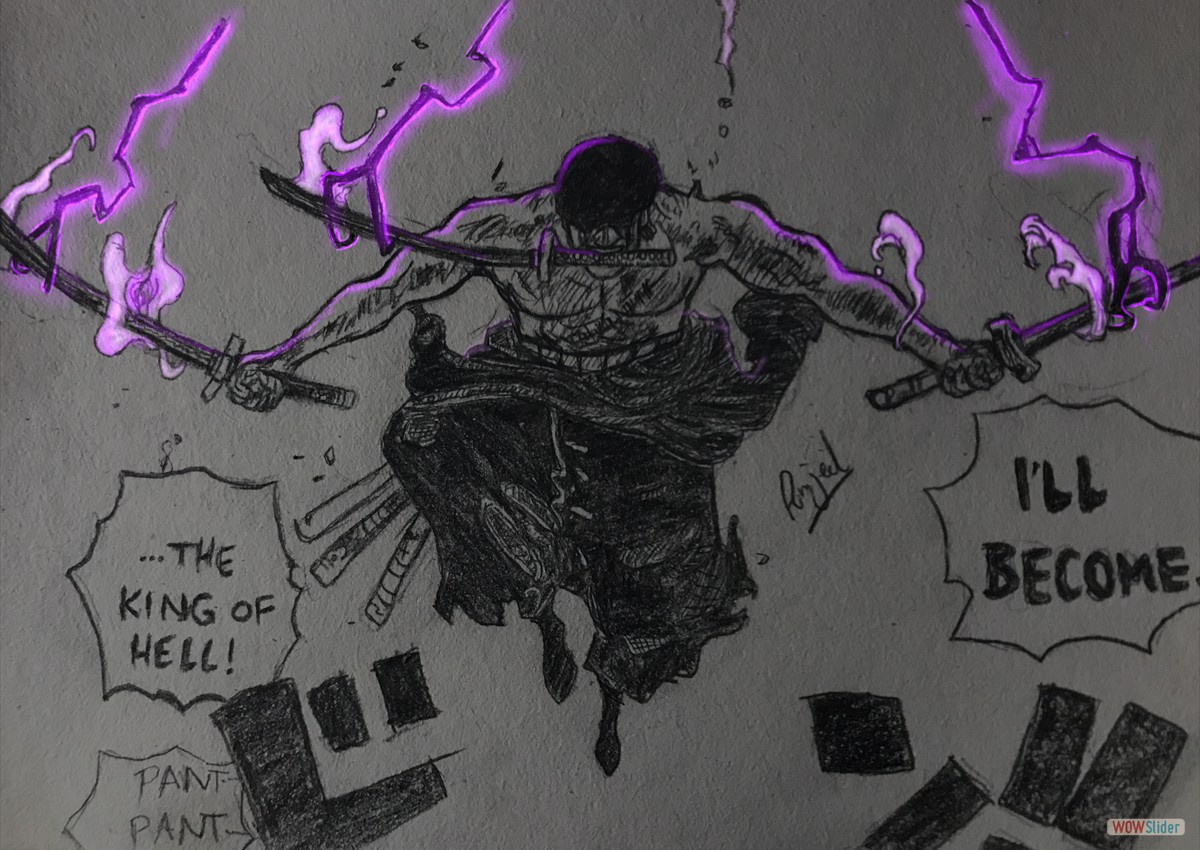 I'LL
BECOME.
...THE
KING OF
HELL!
PANT-
PANT-
WOWSlider